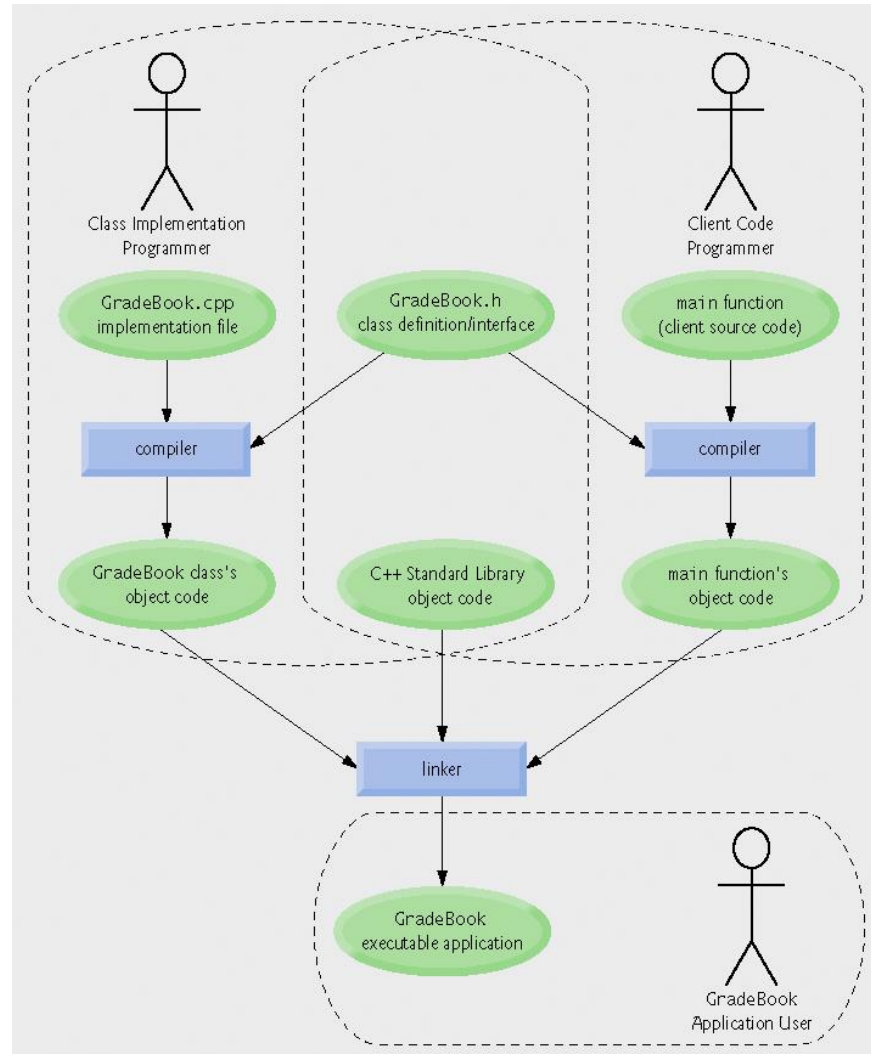 Class Implementation
Programmer
Client Code
Programmer
GradeBook.cpp
implementation file
GradeBook.h
class definition/interface
main function
(client source code)
compiler
compiler
GradeBook class's
object code
C++ Standard Library
object code
main function's
object code
linker
GradeBook
executable application
GradeBook
Application User